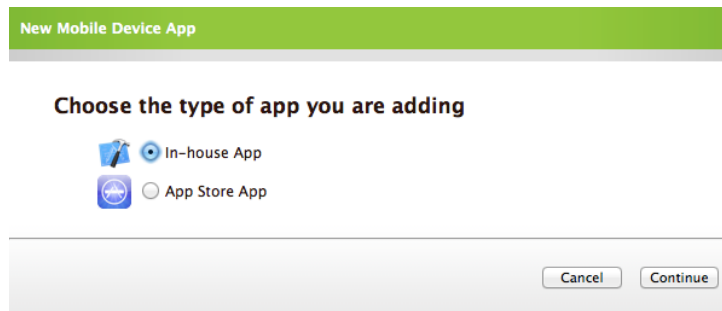 New Mobile Device App
Choose the type of app you are adding
In-house App
App Store App
Cancel Continue